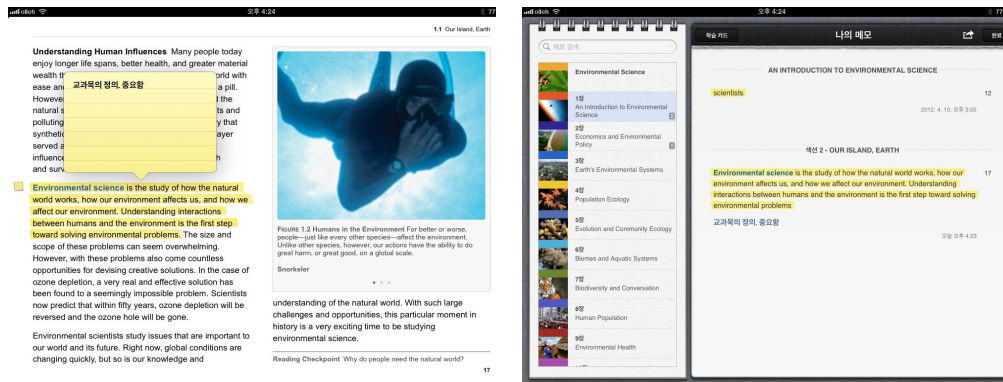 olleh 오후 4:24 77
1.1 Our Island, Earth
Understanding Human Influences Many people today
enjoy longer life spans, better health, and greater material
wealth
ease and a pill.
However the
natural
polluting that
synthetic layer
served
influence
and
교과목의 정의. 중요함
Environmental science is the study of how the natural
world works, how our environment affects us, and how we
affect our environment. Understanding interactions
between humans and the environment is the first step
toward solving environmental problems. The size and
scope of these problems can seem overwhelming.
However, with these problems also come countless
opportunities for devising creative solutions. In the case of
ozone depletion, a very real and effective solution has
been found to a seemingly impossible problem. Scientists
now predict that within fifty years, ozone depletion will be
reversed and the ozone hole will be gone.
Environmental scientists study issues that are important to
our world and its future. Right now, global conditions are
changing quickly, but so is our knowledge and
FIGURE 1.2 Humans in the Environment For better or worse,
people—just like every other species—affect the environment.
Unlike other species, however, our actions have the ability to do
great harm, or great good, on a global scale.
Snorkeler
understanding of the natural world. With such large
challenges and opportunities, this particular moment in
history is a very exciting time to be studying
environmental science.
Reading Checkpoint Why do people need the natural world?
17
olleh 오후 4:24 77
메모 검색
Environmental Science
1장
An Introduction to Environmental
Science
2장
Economics and Environmental
Policy
3장
Earth's Environmental Systems
4장
Population Ecology
5장
Evolution and Community Ecology
6장
Biomes and Aquatic Systems
7장
Biodiversity and Conversation
8장
Human Population
9장
Environmental Health
학습 카드 나의 메모 완료
AN INTRODUCTION TO ENVIRONMENTAL SCIENCE
scientists 12
2012. 4. 10. 오후 3:05
섹션 2 - OUR ISLAND, EARTH
Environmental science is the study of how the natural world works, how our 17
environment affects us, and how we affect our environment. Understanding
interactions between humans and the environment is the first step toward solving
environmental problems
교과목의 정의. 중요함
오늘 오후 4:23